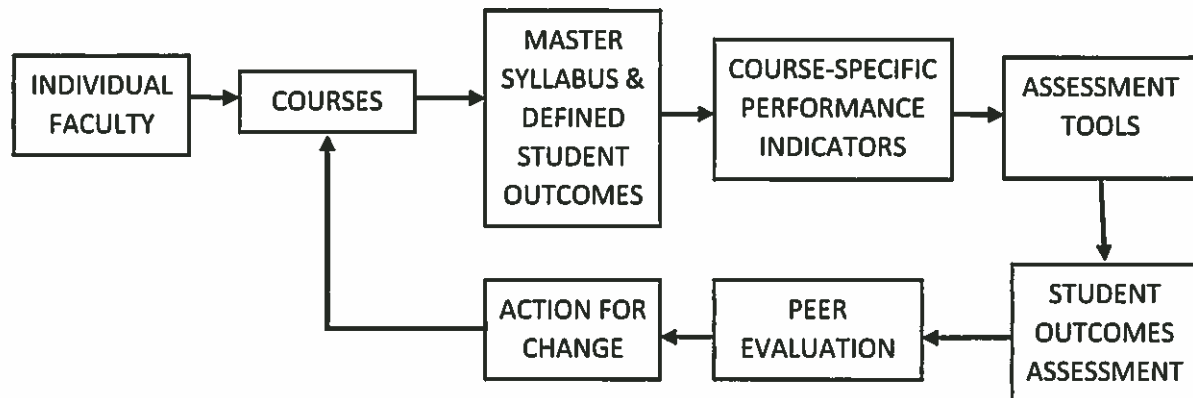 INDIVIDUAL
FACULTY
COURSES
MASTER
SYLLABUS &
DEFINED
STUDENT
OUTCOMES
COURSE-SPECIFIC
PERFORMANCE
INDICATORS
ASSESSMENT
TOOLS
STUDENT
OUTCOMES
ASSESSMENT
PEER
EVALUATION
ACTION FOR
CHANGE